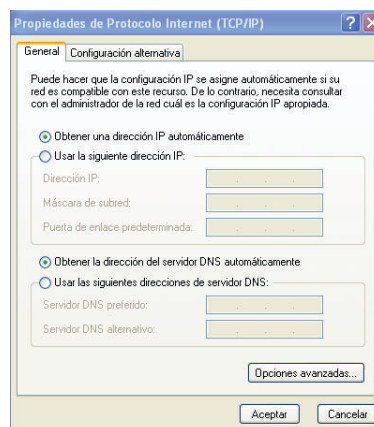 Propiedades de Protocolo Internet (TCP/IP)
General
Configuración alternativa
Puede hacer que la configuración IP se asigne automáticamente si su
red es compatible con este recurso. De lo contrario, necesita consultar
con el administrador de la red cuál es la configuración IP apropiada.
Obtener una dirección IP automáticamente
Usar la siguiente dirección IP:
Dirección IP:
Máscara de subred:
Puerta de enlace predeterminada:
Obtener la dirección del servidor DNS automáticamente
Usar las siguientes direcciones de servidor DNS:
Servidor DNS preferido:
Servidor DNS alternativo:
Opciones avanzadas...
Aceptar
Cancelar